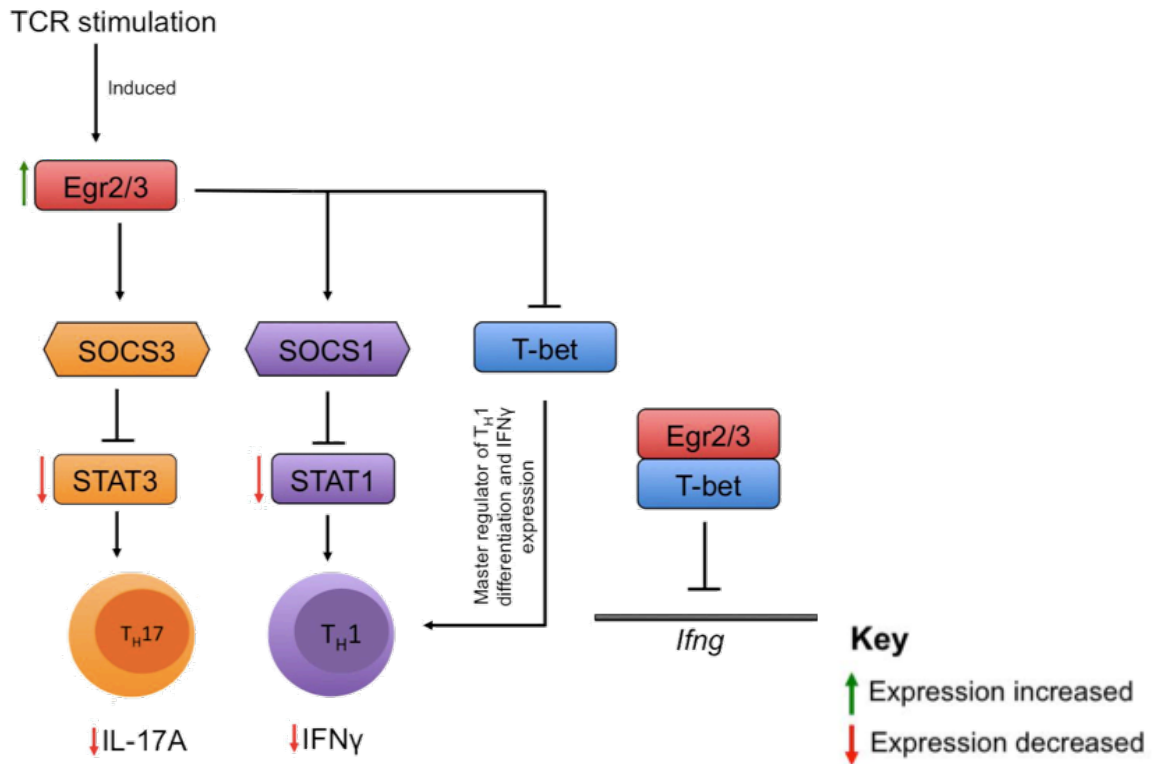 TCR stimulation
Induced
Egr2/3
SOCS3
SOCS1
T-bet
STAT3
STAT1
Master regulator of TH1
differentiation and IFNγ
expression
Egr2/3
T-bet
TH17
TH1
Ifng
IL-17A
IFNγ
Key
Expression increased
Expression decreased